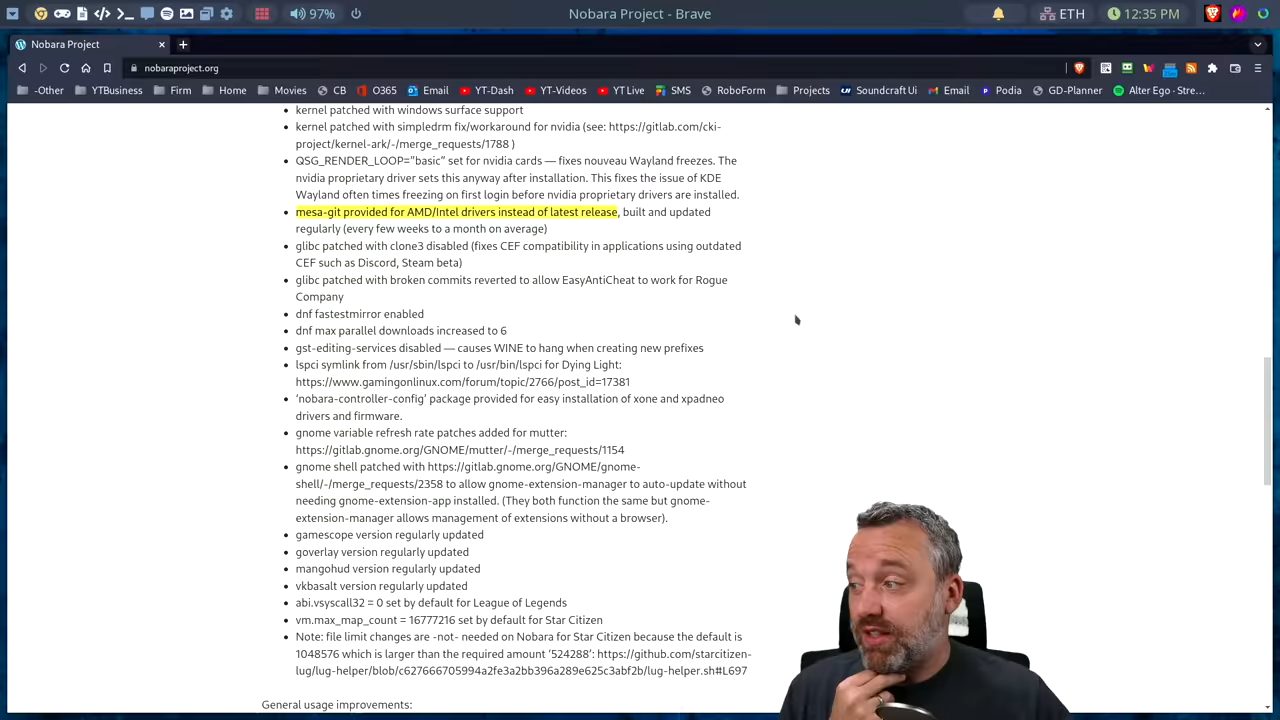 97%
Nobara Project - Brave
ETH
12:35 PM
Nobara Project
nobaraproject.org
-Other
YTBusiness
Firm
Home
Movies
CB
O365
Email
YT-Dash
YT-Videos
YT Live
SMS
RoboForm
Projects
Soundcraft Ui
Email
Podia
GD-Planner
Alter Ego - Stre…
kernel patched with windows surface support
kernel patched with simpledrm fix/workaround for nvidia (see: https://gitlab.com/cki-
project/kernel-ark/-/merge_requests/1788 )
QSG_RENDER_LOOP=”basic” set for nvidia cards — fixes nouveau Wayland freezes. The
nvidia proprietary driver sets this anyway after installation. This fixes the issue of KDE
Wayland often times freezing on first login before nvidia proprietary drivers are installed.
mesa-git provided for AMD/Intel drivers instead of latest release, built and updated
regularly (every few weeks to a month on average)
glibc patched with clone3 disabled (fixes CEF compatibility in applications using outdated
CEF such as Discord, Steam beta)
glibc patched with broken commits reverted to allow EasyAntiCheat to work for Rogue
Company
dnf fastestmirror enabled
dnf max parallel downloads increased to 6
gst-editing-services disabled — causes WINE to hang when creating new prefixes
lspci symlink from /usr/sbin/lspci to /usr/bin/lspci for Dying Light:
https://www.gamingonlinux.com/forum/topic/2766/post_id=17381
‘nobara-controller-config’ package provided for easy installation of xone and xpadneo
drivers and firmware.
gnome variable refresh rate patches added for mutter:
https://gitlab.gnome.org/GNOME/mutter/-/merge_requests/1154
gnome shell patched with https://gitlab.gnome.org/GNOME/gnome-
shell/-/merge_requests/2358 to allow gnome-extension-manager to auto-update without
needing gnome-extension-app installed. (They both function the same but gnome-
extension-manager allows management of extensions without a browser).
gamescope version regularly updated
goverlay version regularly updated
mangohud version regularly updated
vkbasalt version regularly updated
abi.vsyscall32 = 0 set by default for League of Legends
vm.max_map_count = 16777216 set by default for Star Citizen
Note: file limit changes are -not- needed on Nobara for Star Citizen because the default is
1048576 which is larger than the required amount ‘524288’: https://github.com/starcitizen-
lug/lug-helper/blob/c627666705994a2fe3a2bb396a289e625c3abf2b/lug-helper.sh#L697
General usage improvements: